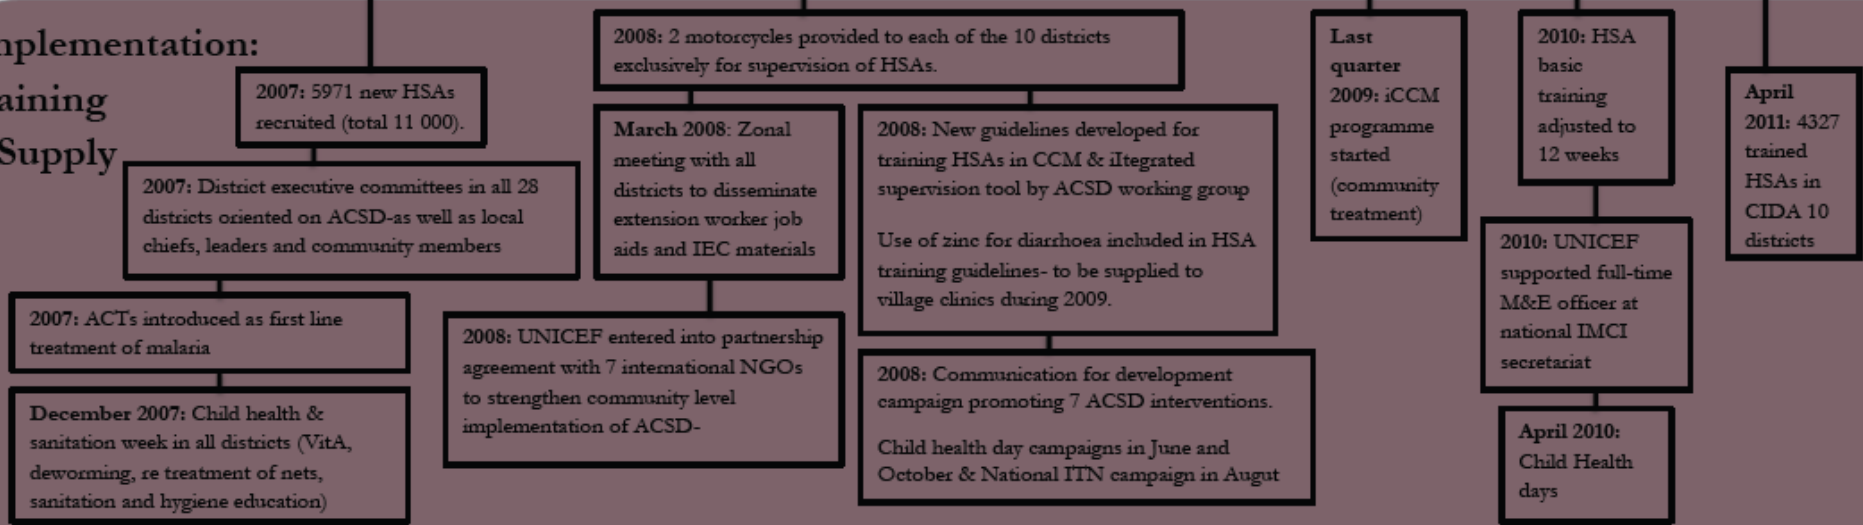 nplementation:
aining
Supply
2007: 5971 new HSAs
recruited (total 11 000).
2007: District executive committees in all 28
districts oriented on ACSD-as well as local
chiefs, leaders and community members
2007: ACTs introduced as first line
treatment of malaria
December 2007: Child health &
sanitation week in all districts (VitA,
deworming, re treatment of nets,
sanitation and hygiene education)
2008: 2 motorcycles provided to each of the 10 districts
exclusively for supervision of HSAs.
March 2008: Zonal
meeting with all
districts to disseminate
extension worker job
aids and IEC materials
2008: UNICEF entered into partnership
agreement with 7 international NGOs
to strengthen community level
implementation of ACSD-
2008: New guidelines developed for
training HSAs in CCM & iItegrated
supervision tool by ACSD working group
Use of zinc for diarrhoea included in HSA
training guidelines- to be supplied to
village clinics during 2009.
2008: Communication for development
campaign promoting 7 ACSD interventions.
Child health day campaigns in June and
October & National ITN campaign in Augut
Last
quarter
2009: iCCM
programme
started
(community
treatment)
2010: HSA
basic
training
adjusted to
12 weeks
2010: UNICEF
supported full-time
M&E officer at
national IMCI
secretariat
April 2010:
Child Health
days
April
2011: 4327
trained
HSAs in
CIDA 10
districts